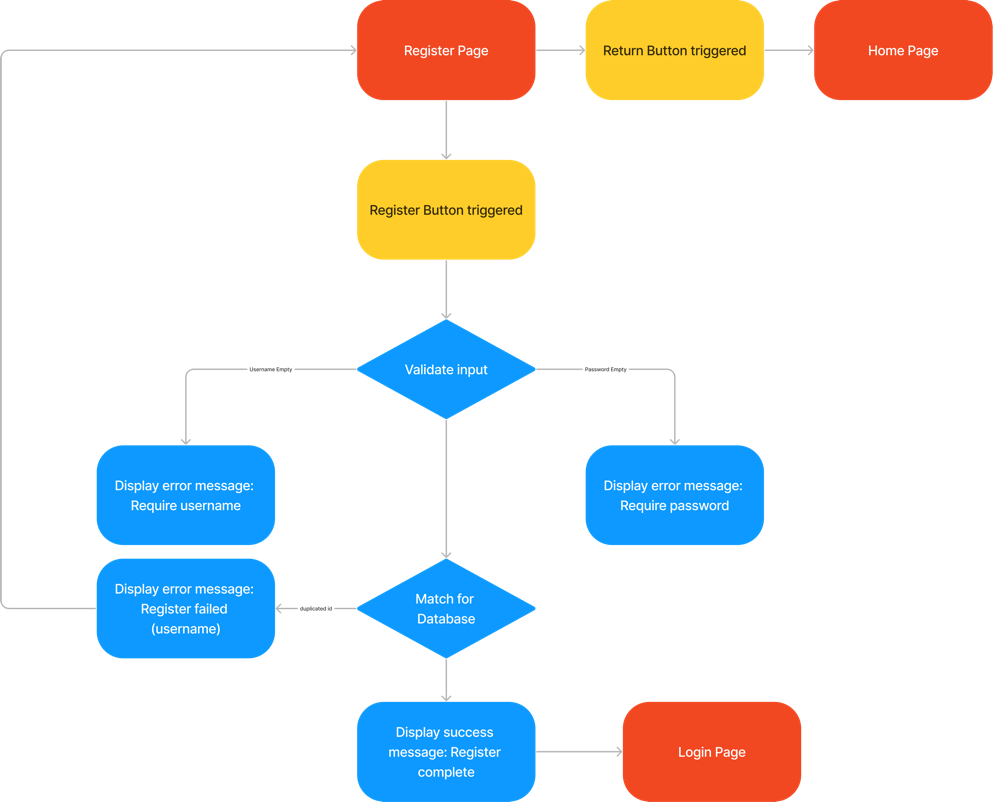 Register Page
Return Button triggered
Home Page
Register Button triggered
Validate input
Username Empty
Password Empty
Display error message:
Require username
Display error message:
Require password
Display error message:
Register failed
(username)
duplicated id
Match for
Database
Display success
message: Register
complete
Login Page